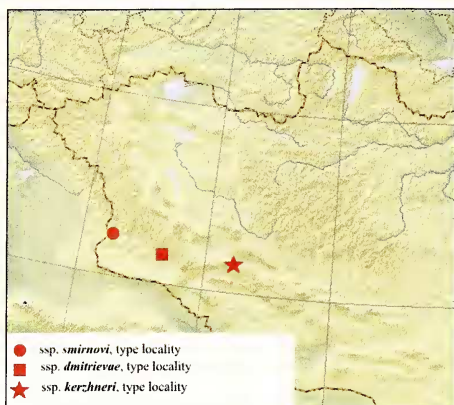 ssp. smirnovi, type locality
ssp. dmitrievae, type locality
ssp. kerzhneri, type locality